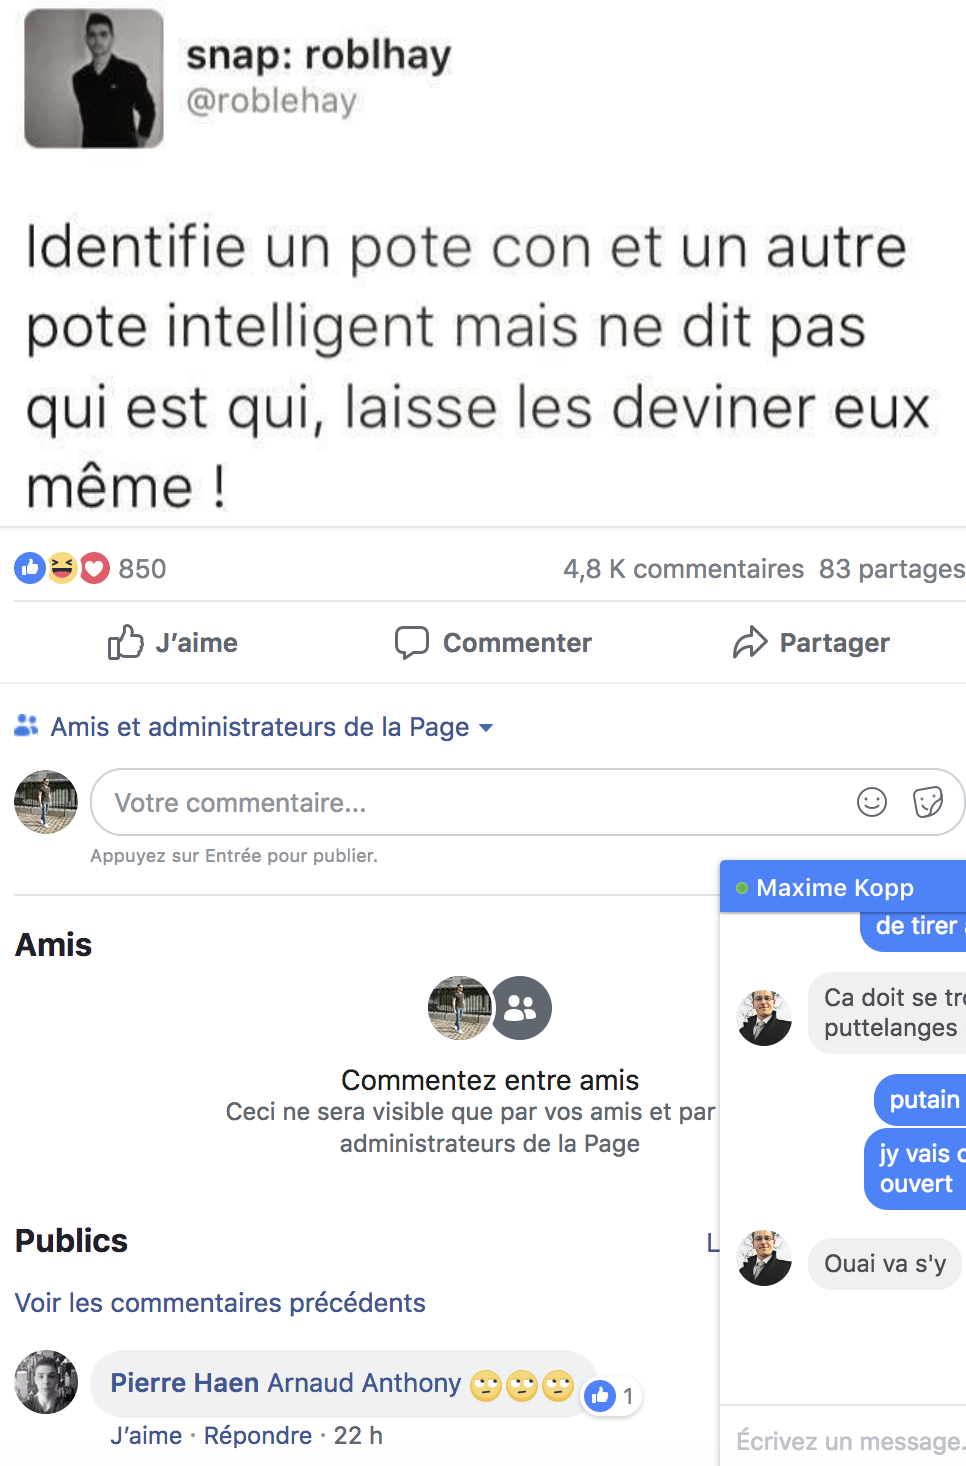 snap: roblhay
@roblehay
Identifie un pote con et un autre
pote intelligent mais ne dit pas
qui est qui, laisse les deviner eux
même !
850
4,8 K commentaires 83 partages
J'aime
Commenter
Partager
Amis et administrateurs de la Page
Votre commentaire...
Appuyez sur Entrée pour publier.
Amis
Commentez entre amis
Ceci ne sera visible que par vos amis et par
administrateurs de la Page
Publics
Voir les commentaires précédents
Pierre Haen Arnaud Anthony 🙄🙄🙄
1
J'aime · Répondre · 22 h
Maxime Kopp
de tirer
Ca doit se
puttelanges
putain
jy vais
ouvert
Ouai va s'y
Écrivez un message.